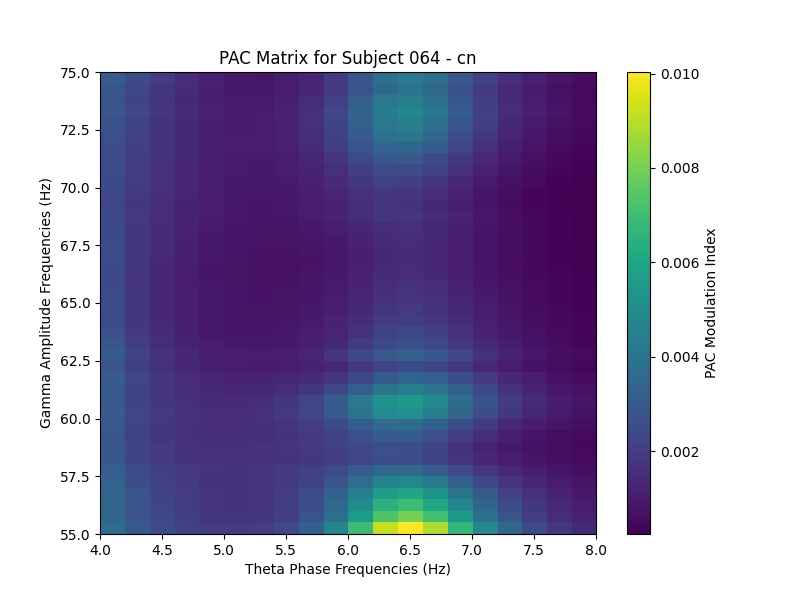 PAC Matrix for Subject 064 - cn
75.0
72.5
70.0
67.5
65.0
62.5
60.0
57.5
55.0
Gamma Amplitude Frequencies (Hz)
4.0 4.5 5.0 5.5 6.0 6.5 7.0 7.5 8.0
Theta Phase Frequencies (Hz)
0.010
0.008
0.006
0.004
0.002
PAC Modulation Index